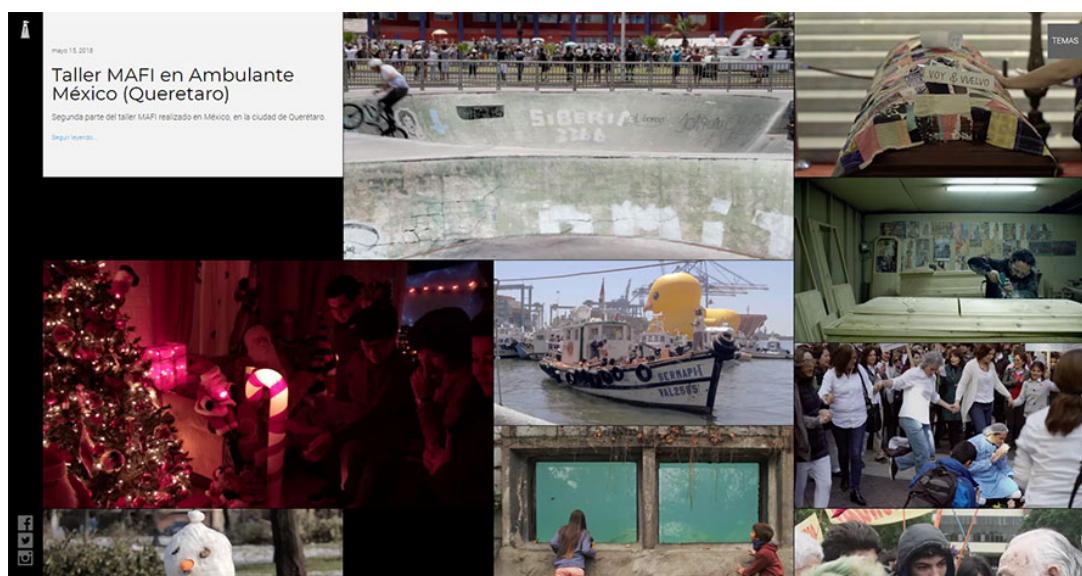 mayo 15, 2018
Taller MAFI en Ambulante
México (Queretaro)
Segunda parte del taller MAFI realizado en México, en la ciudad de Querétaro.
Seguir leyendo...
TEMAS
VOY & VUELVO
SIBERIA